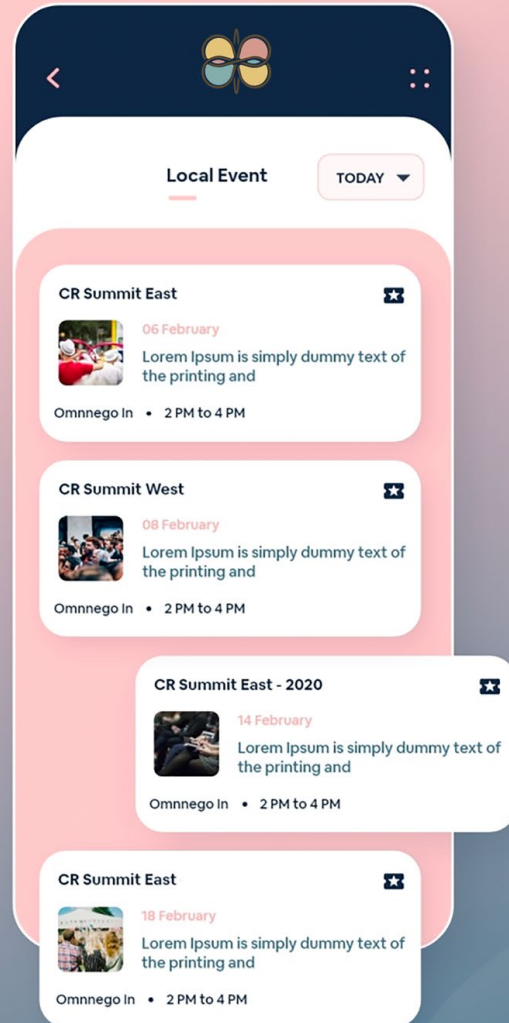 Local Event
TODAY
CR Summit East
06 February
Lorem Ipsum is simply dummy text of
the printing and
Omnnego In • 2 PM to 4 PM
CR Summit West
08 February
Lorem Ipsum is simply dummy text of
the printing and
Omnnego In • 2 PM to 4 PM
CR Summit East - 2020
14 February
Lorem Ipsum is simply dummy text of
the printing and
Omnnego In • 2 PM to 4 PM
CR Summit East
18 February
Lorem Ipsum is simply dummy text of
the printing and
Omnnego In • 2 PM to 4 PM